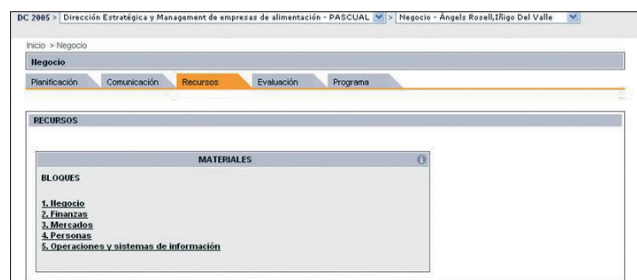 DC 2005 > Dirección Estratégica y Management de empresas de alimentación - PASCUAL > Negocio - Àngels Rosell,Iñigo Del Valle
Inicio > Negocio
Negocio
Planificación Comunicación Recursos Evaluación Programa
RECURSOS
MATERIALES
BLOQUES
1. Negocio
2. Finanzas
3. Mercados
4. Personas
5. Operaciones y sistemas de información